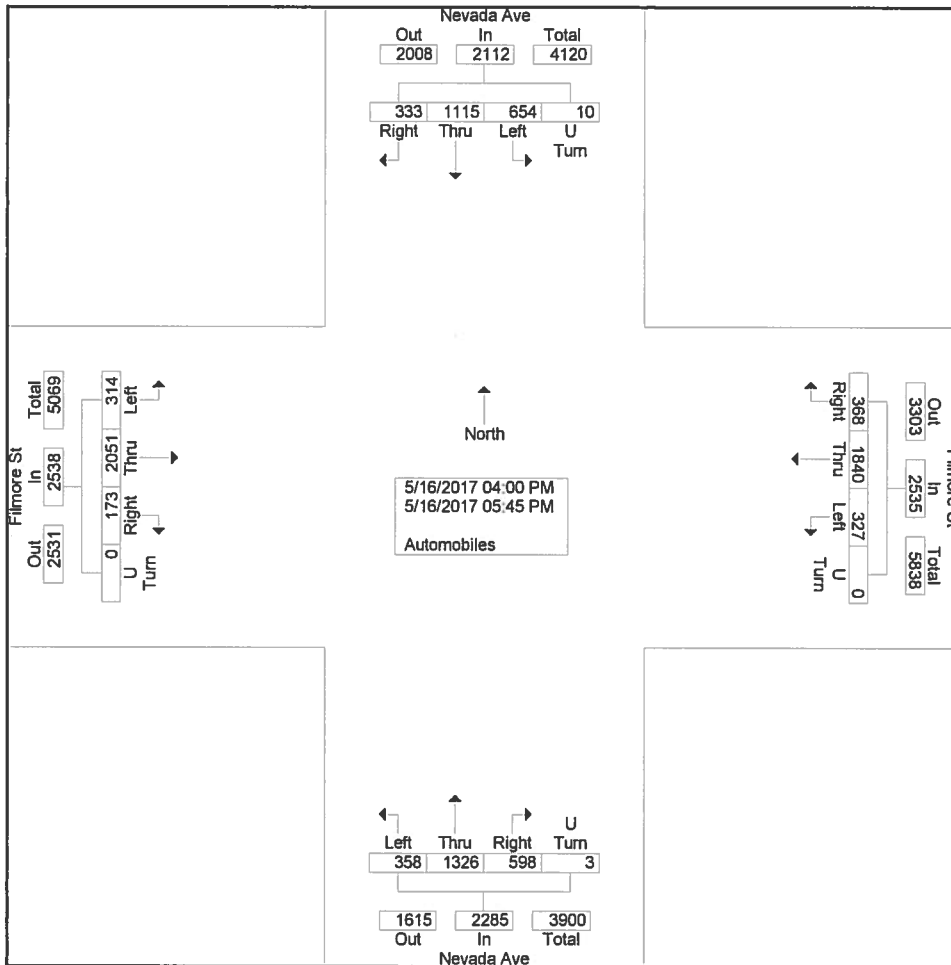 Nevada Ave
Out In Total
2008 2112 4120
333 1115 654 10
Right Thru Left U Turn
Total In Out
5069 2538 2531
Filmore St
314 2051 173 0
Left Thru Right U Turn
North
5/16/2017 04:00 PM
5/16/2017 05:45 PM
Automobiles
Right Thru Left U Turn
368 1840 327 0
Out In Total
3303 2535 5838
Left Thru Right U Turn
358 1326 598 3
1615 2285 3900
Out In Total
Nevada Ave